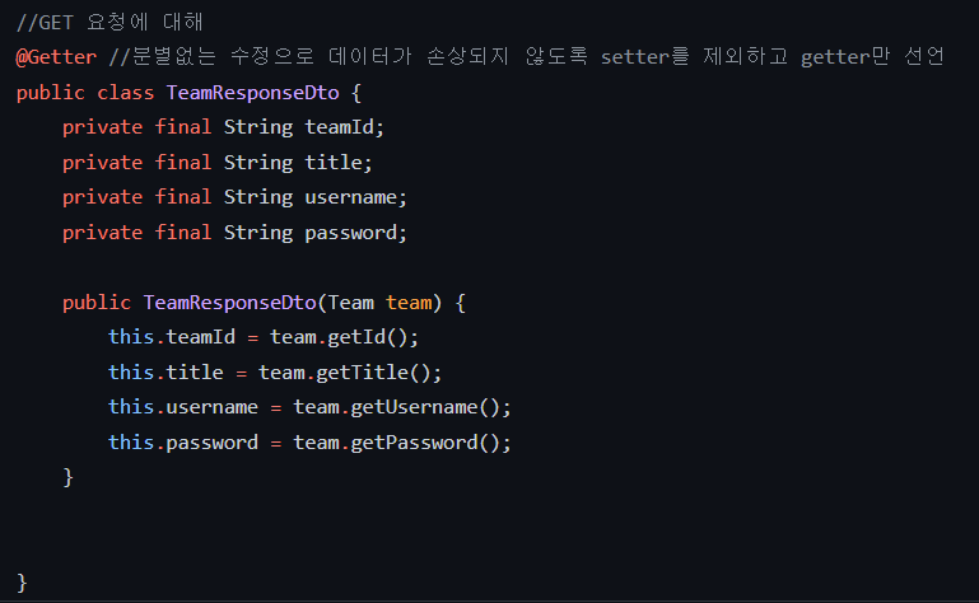 //GET 요청에 대해
@Getter //분별없는 수정으로 데이터가 손상되지 않도록 setter를 제외하고 getter만 선언
public class TeamResponseDto {
    private final String teamId;
    private final String title;
    private final String username;
    private final String password;
    public TeamResponseDto(Team team) {
        this.teamId = team.getId();
        this.title = team.getTitle();
        this.username = team.getUsername();
        this.password = team.getPassword();
    }
}